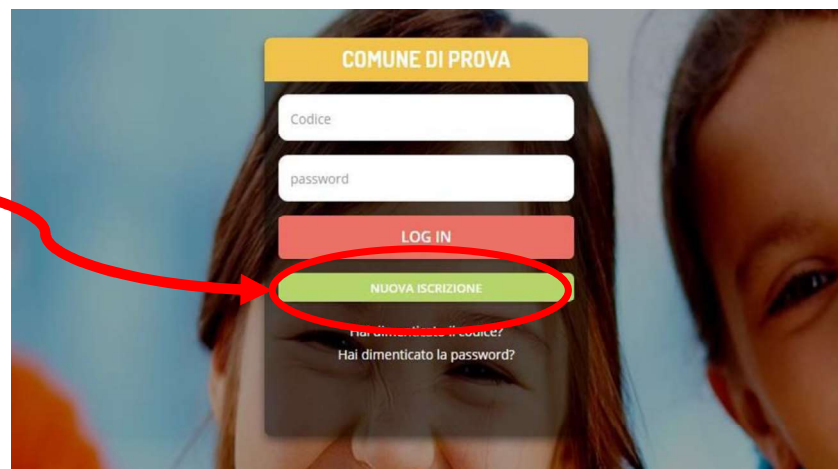 COMUNE DI PROVA
Codice
password
LOG IN
NUOVA ISCRIZIONE
Hai dimenticato il codice?
Hai dimenticato la password?